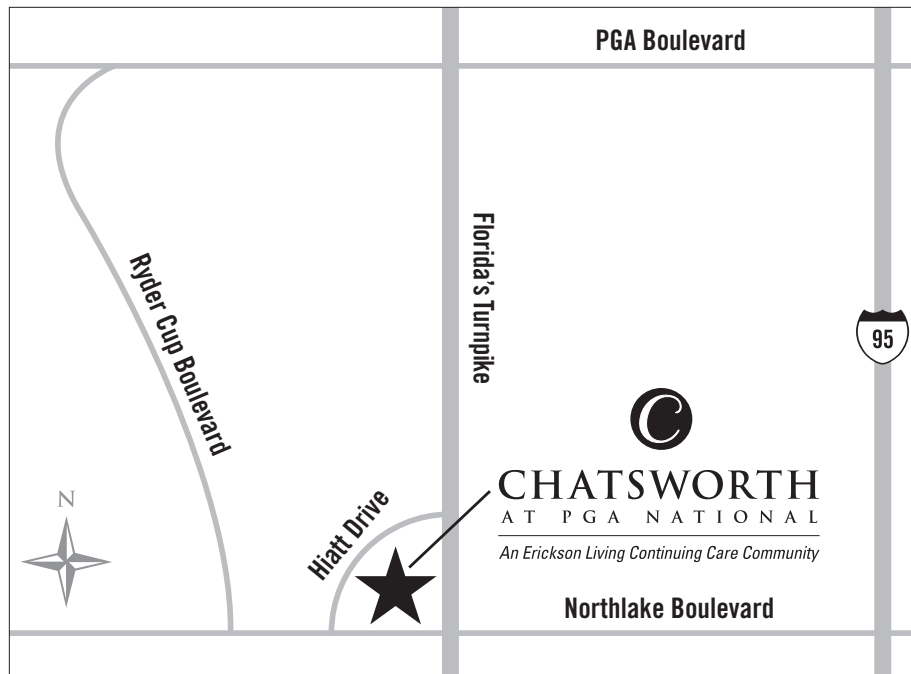 PGA Boulevard
Florida's Turnpike
Ryder Cup Boulevard
95
C
CHATSWORTH
AT PGA NATIONAL
An Erickson Living Continuing Care Community
N
Hiatt Drive
Northlake Boulevard